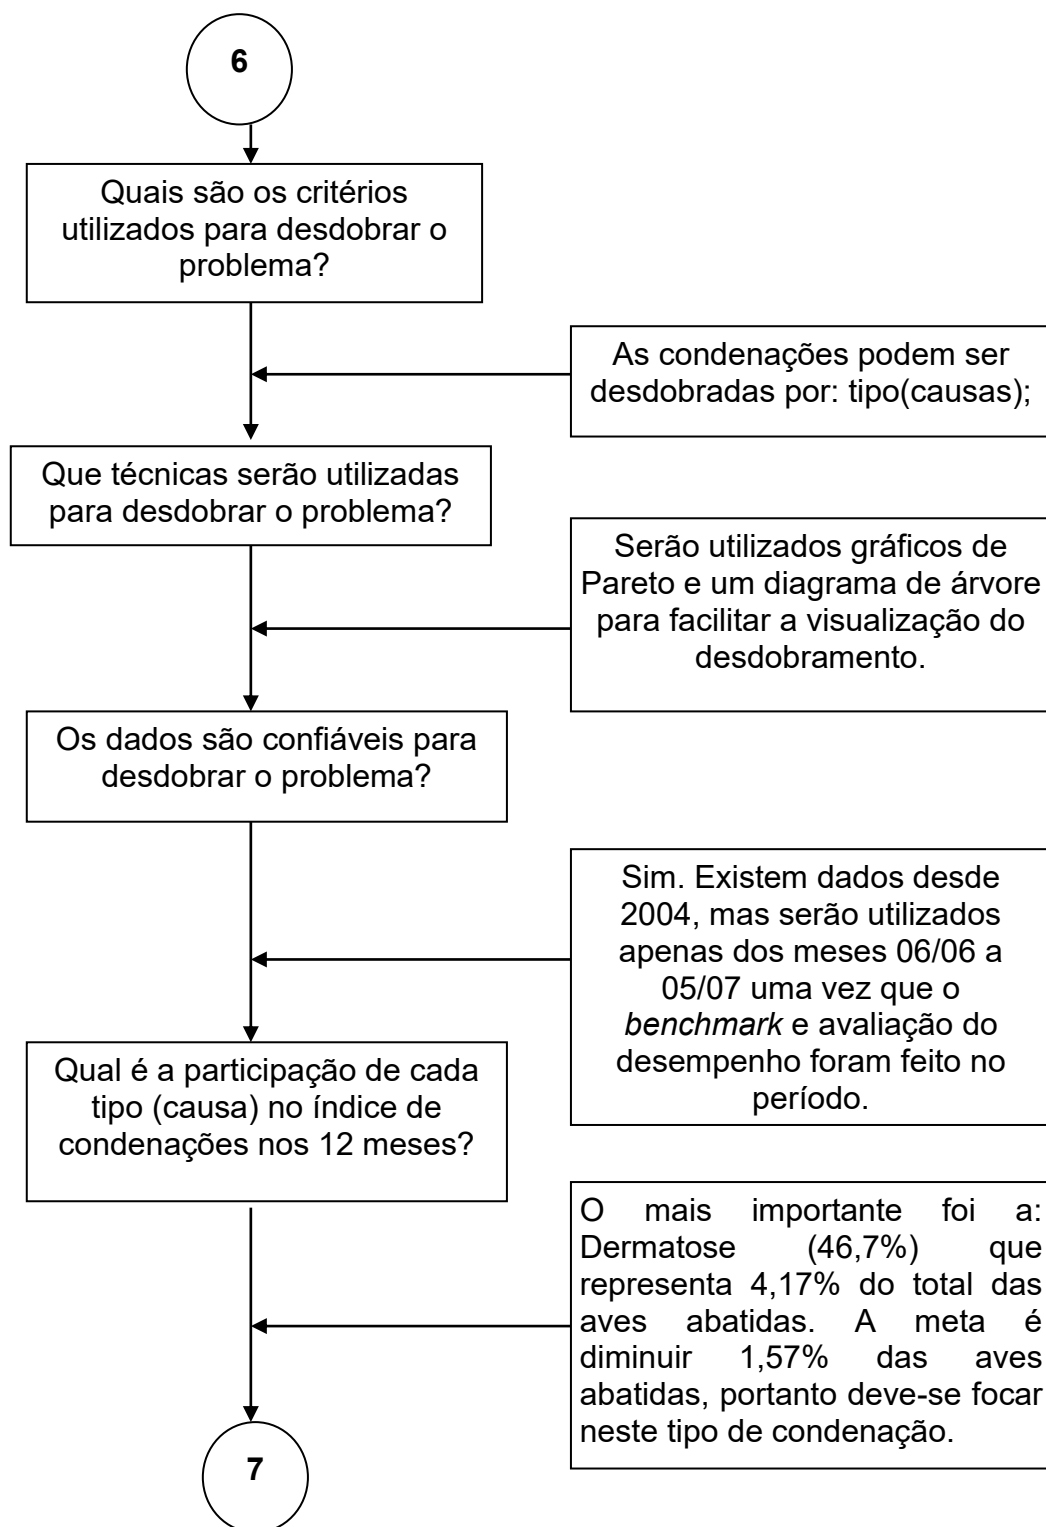 6
Quais são os critérios
utilizados para desdobrar o
problema?
As condenações podem ser
desdobradas por: tipo(causas);
Que técnicas serão utilizadas
para desdobrar o problema?
Serão utilizados gráficos de
Pareto e um diagrama de árvore
para facilitar a visualização do
desdobramento.
Os dados são confiáveis para
desdobrar o problema?
Sim. Existem dados desde
2004, mas serão utilizados
apenas dos meses 06/06 a
05/07 uma vez que o
benchmark e avaliação do
desempenho foram feito no
período.
Qual é a participação de cada
tipo (causa) no índice de
condenações nos 12 meses?
O mais importante foi a:
Dermatose (46,7%) que
representa 4,17% do total das
aves abatidas. A meta é
diminuir 1,57% das aves
abatidas, portanto deve-se focar
neste tipo de condenação.
7